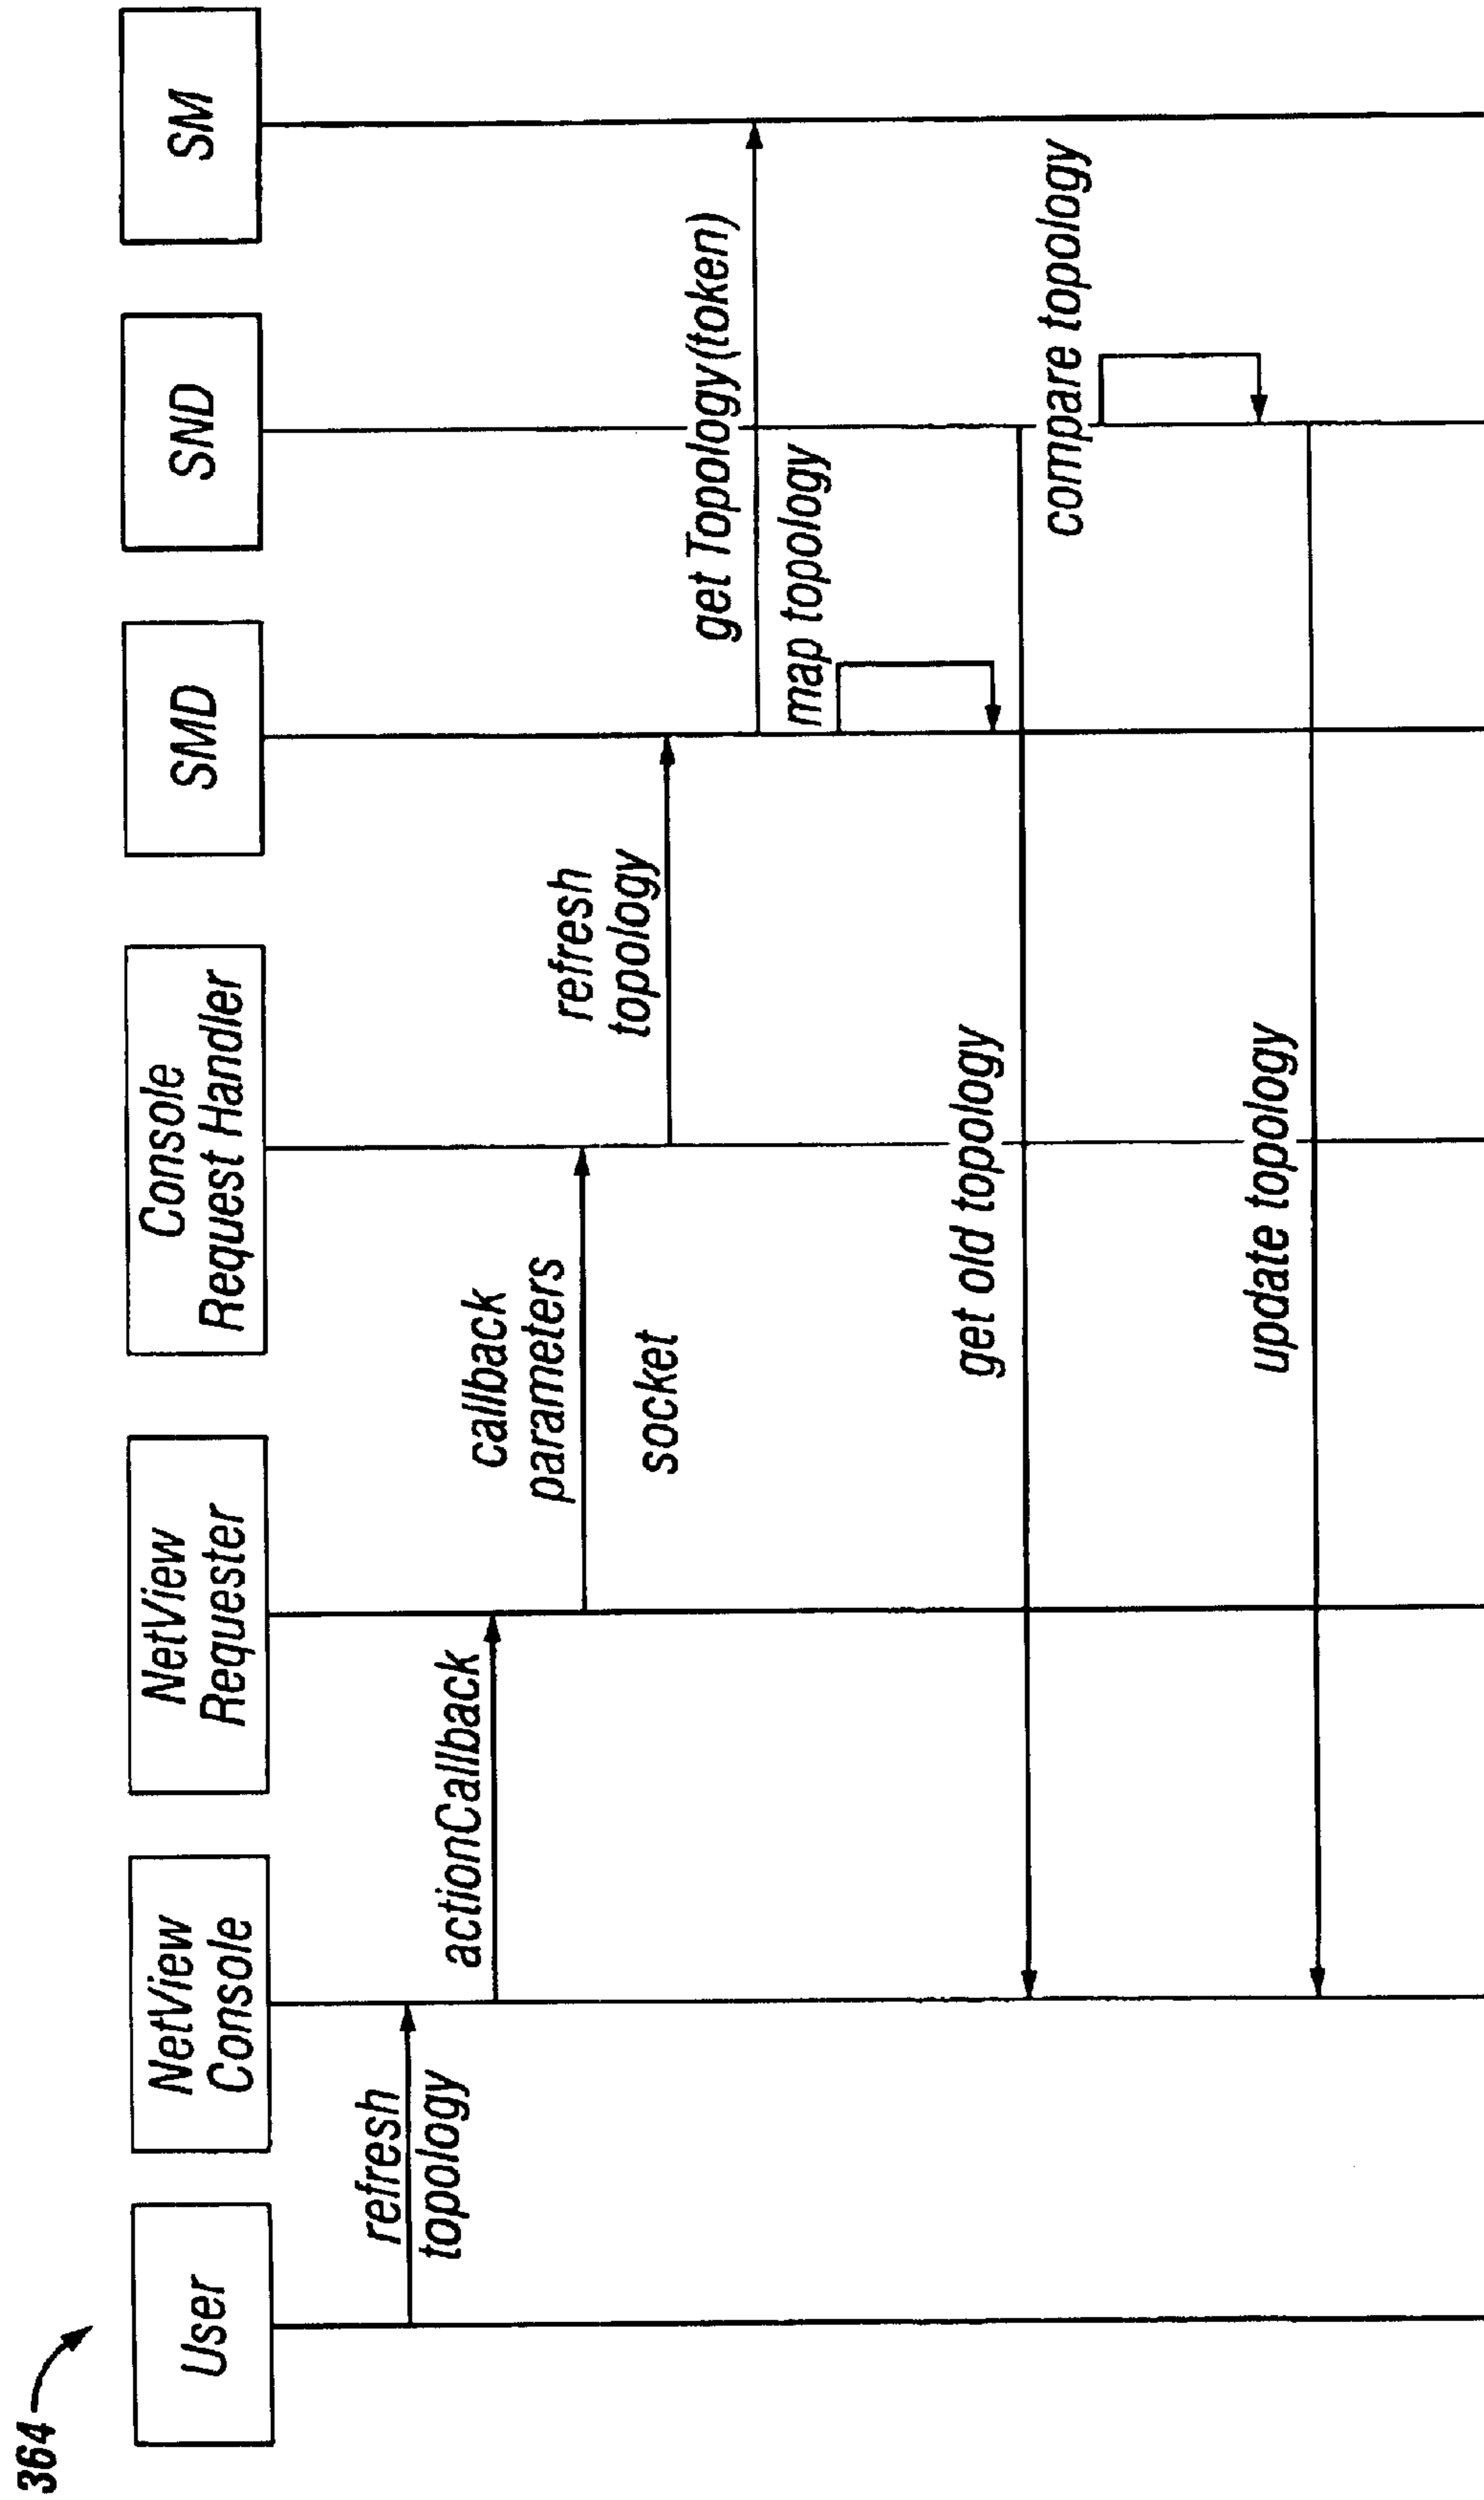 364
User
NetView
Console
NetView
Requester
Console
Request Handler
SMD
SND
SM
refresh
topology
actionCallback
callback
parameters
socket
refresh
topology
get Topology(token)
map topology
get old topology
compare topology
update topology